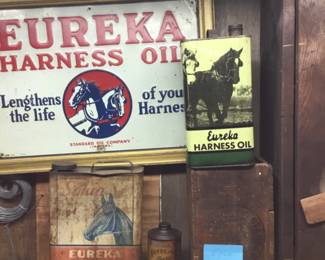 EUREKA
HARNESS OIL
Lengthens
the life
of your
Harness
STANDARD OIL COMPANY
Eureka
HARNESS OIL
EUREKA